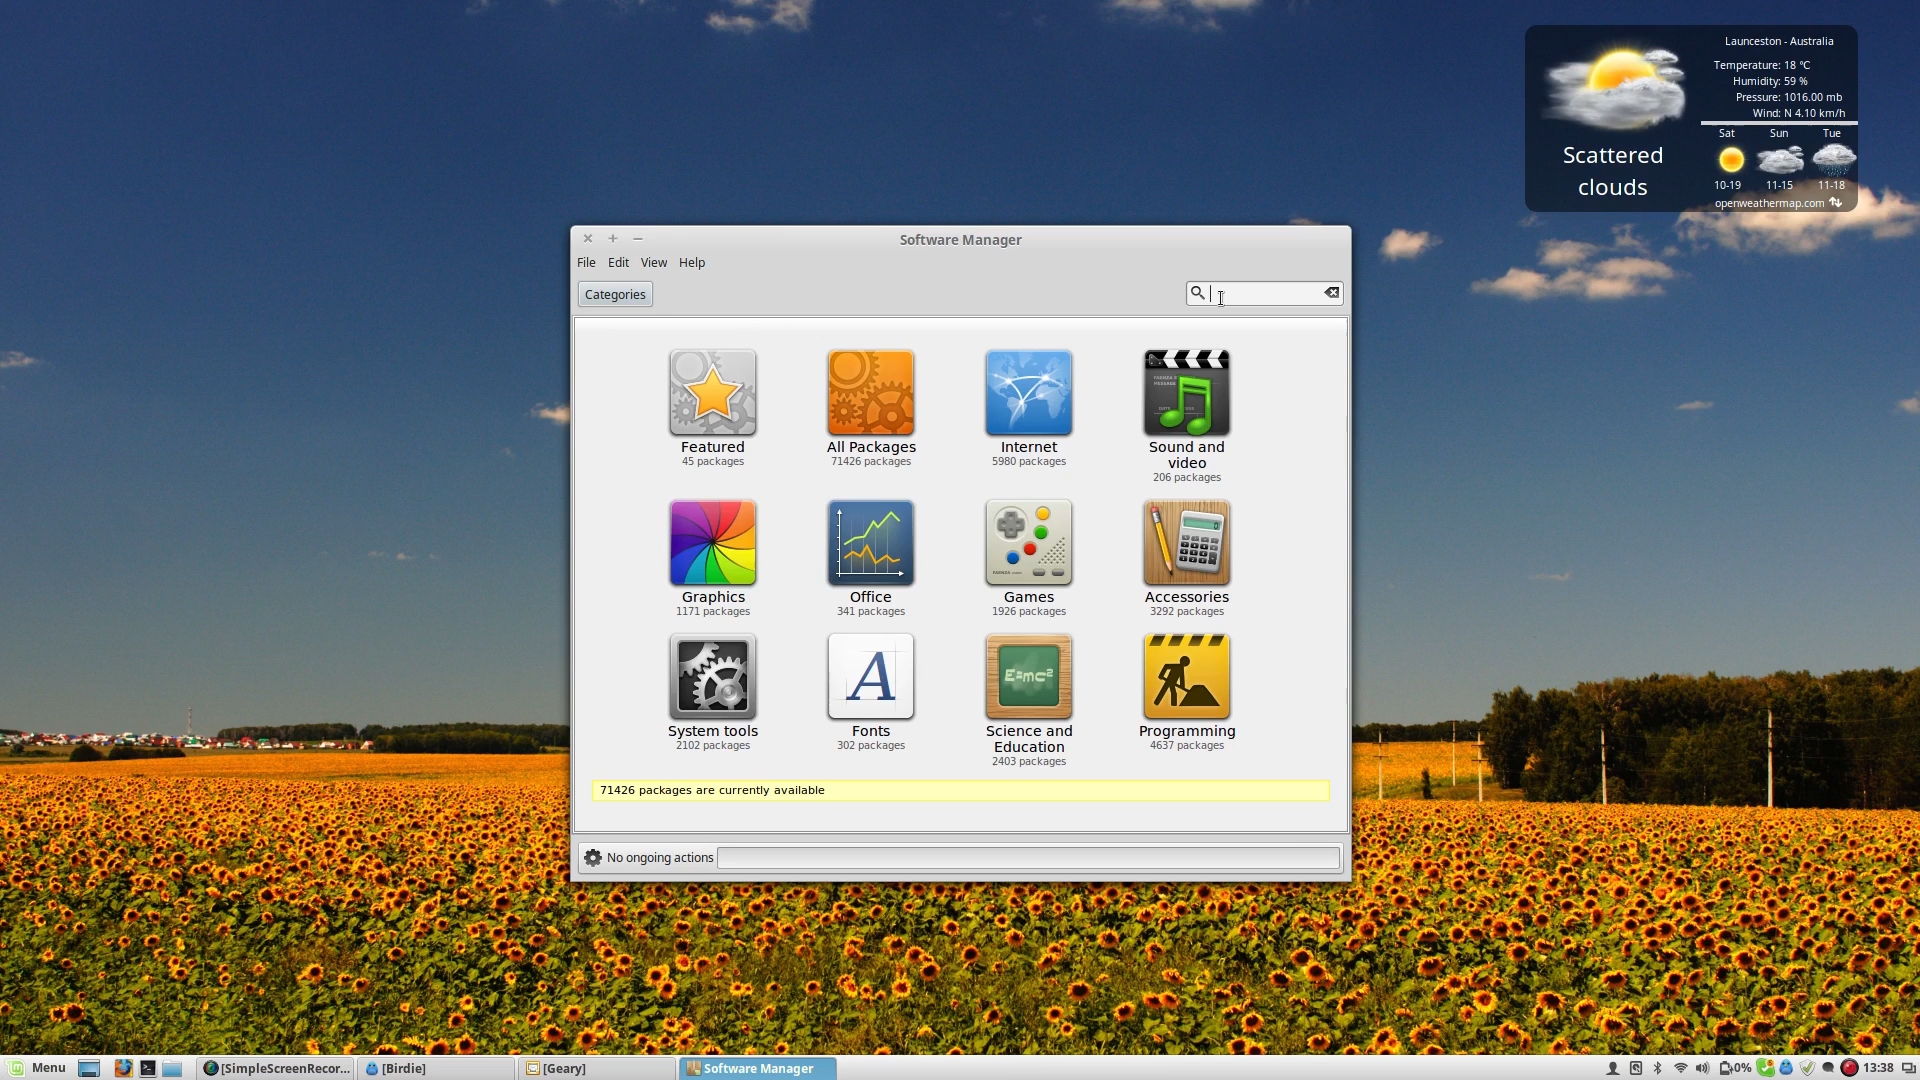 Launceston - Australia
Temperature: 18 °C
Humidity: 59 %
Pressure: 1016.00 mb
Wind: N 4.10 km/h
Scattered
clouds
Sat Sun Tue
10-19 11-15 11-18
openweathermap.com
Software Manager
File Edit View Help
Categories
Featured
45 packages
All Packages
71426 packages
Internet
5980 packages
Sound and
video
206 packages
Graphics
1171 packages
Office
341 packages
Games
1926 packages
Accessories
3292 packages
System tools
2102 packages
Fonts
302 packages
E=mc²
Science and
Education
2403 packages
Programming
4637 packages
71426 packages are currently available
No ongoing actions
Menu [SimpleScreenRecor... [Birdie] [Geary] Software Manager 0% 13:38